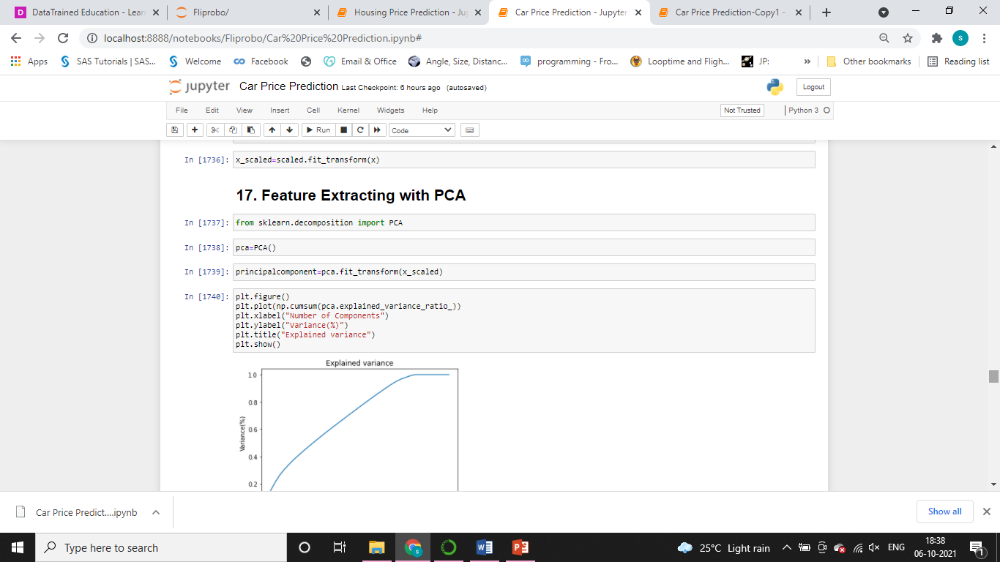 DataTrained Education - Lear
Fliprobo/
Housing Price Prediction - Ju
Car Price Prediction - Jupyter
Car Price Prediction-Copy1 -
localhost:8888/notebooks/Fliprobo/Car%20Price%20Prediction.ipynb#
s
Apps
SAS Tutorials | SAS...
Welcome
Facebook
Email & Office
Angle, Size, Distanc...
programming - Fro...
Looptime and Fligh...
JP:
»
Other bookmarks
Reading list
jupyter Car Price Prediction Last Checkpoint: 6 hours ago (autosaved)
Logout
File Edit View Insert Cell Kernel Widgets Help
Not Trusted
Python 3
Run
Code
In [1736]: x_scaled=scaled.fit_transform(x)
17. Feature Extracting with PCA
In [1737]: from sklearn.decomposition import PCA
In [1738]: pca=PCA()
In [1739]: principalcomponent=pca.fit_transform(x_scaled)
In [1740]: plt.figure()
plt.plot(np.cumsum(pca.explained_variance_ratio_))
plt.xlabel("Number of Components")
plt.ylabel("Variance(%)")
plt.title("Explained variance")
plt.show()
Explained variance
1.0
0.8
0.6
0.4
0.2
Variance(%)
Car Price Predict....ipynb
Show all
Type here to search
25°C Light rain
ENG
18:38
06-10-2021
1